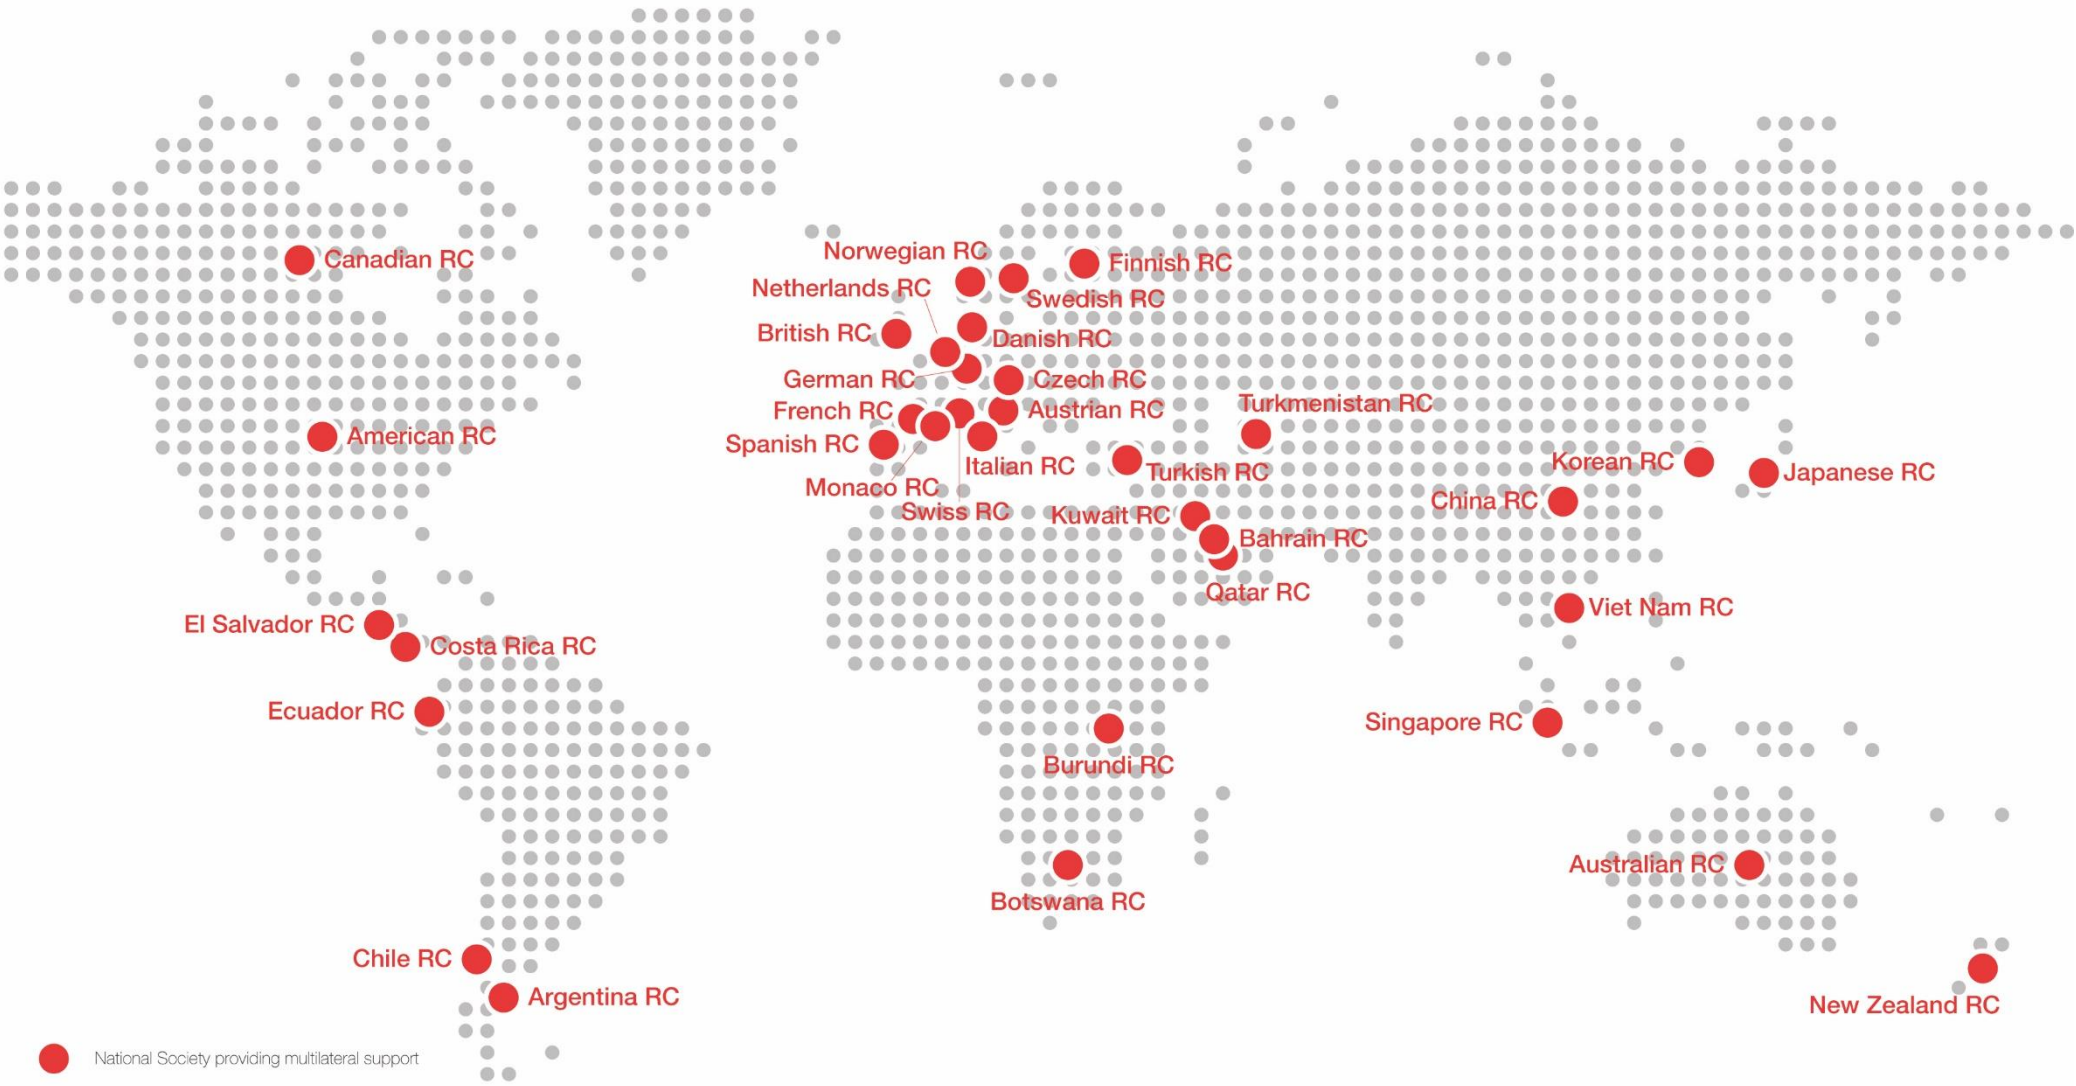 Norwegian RC
Canadian RC
Finnish RC
Netherlands RC
Swedish RC
British RC
Danish RC
German RC
Czech RC
French RC
Austrian RC
Turkmenistan RC
American RC
Spanish RC
Italian RC
Turkish RC
Korean RC
Japanese RC
Monaco RC
Swiss RC
Kuwait RC
China RC
Bahrain RC
Qatar RC
El Salvador RC
Viet Nam RC
Costa Rica RC
Ecuador RC
Singapore RC
Burundi RC
Australian RC
Botswana RC
Chile RC
Argentina RC
New Zealand RC
National Society providing multilateral support